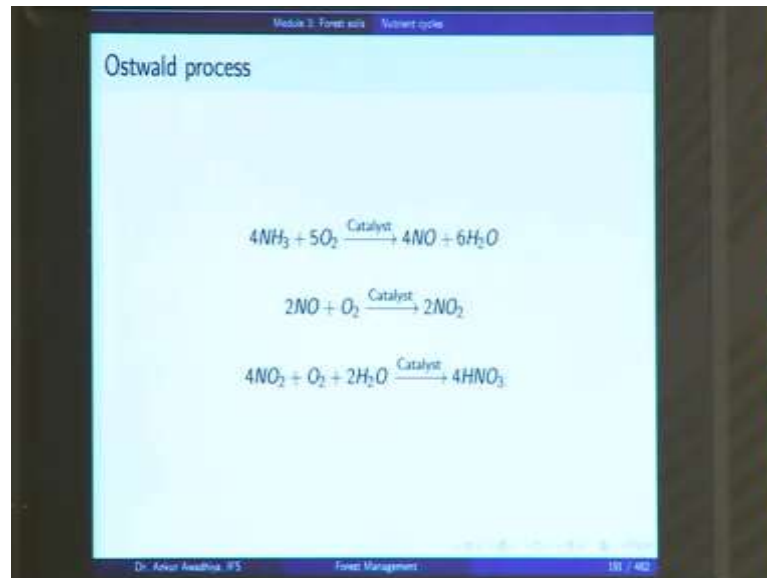 Module 3: Forest soils Nutrient cycles
Ostwald process
4NH₃ + 5O₂ —Catalyst→ 4NO + 6H₂O
2NO + O₂ —Catalyst→ 2NO₂
4NO₂ + O₂ + 2H₂O —Catalyst→ 4HNO₃
Dr. Ankur Awadhiya, IFS Forest Management 191 / 482